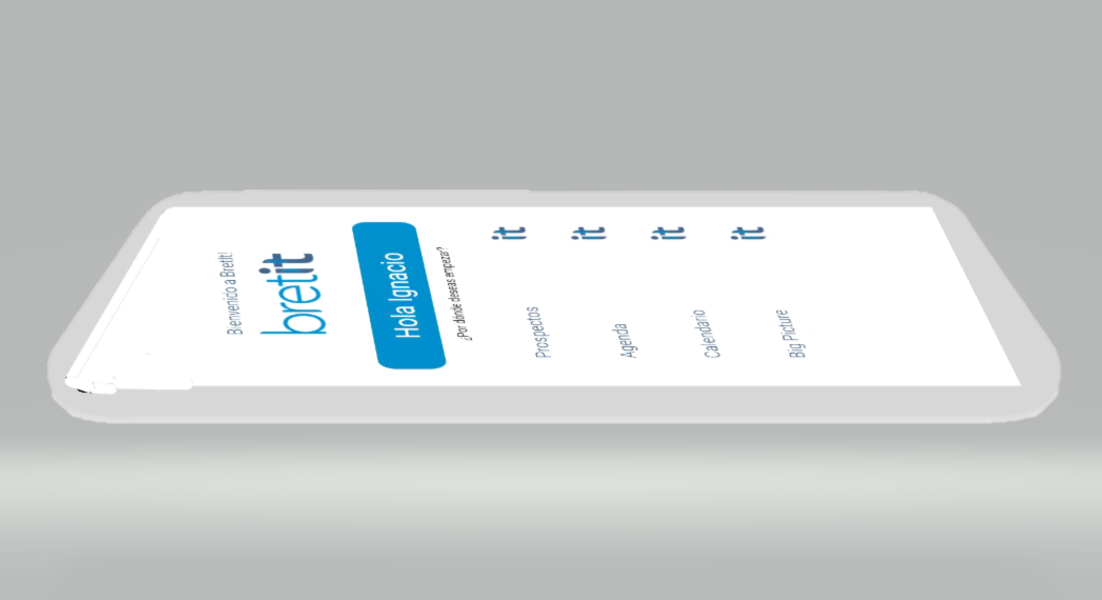 Bienvenido a Bretit!
bretit
Hola Ignacio
¿Por dónde deseas empezar?
Prospectos it
Agenda it
Calendario it
Big Picture it